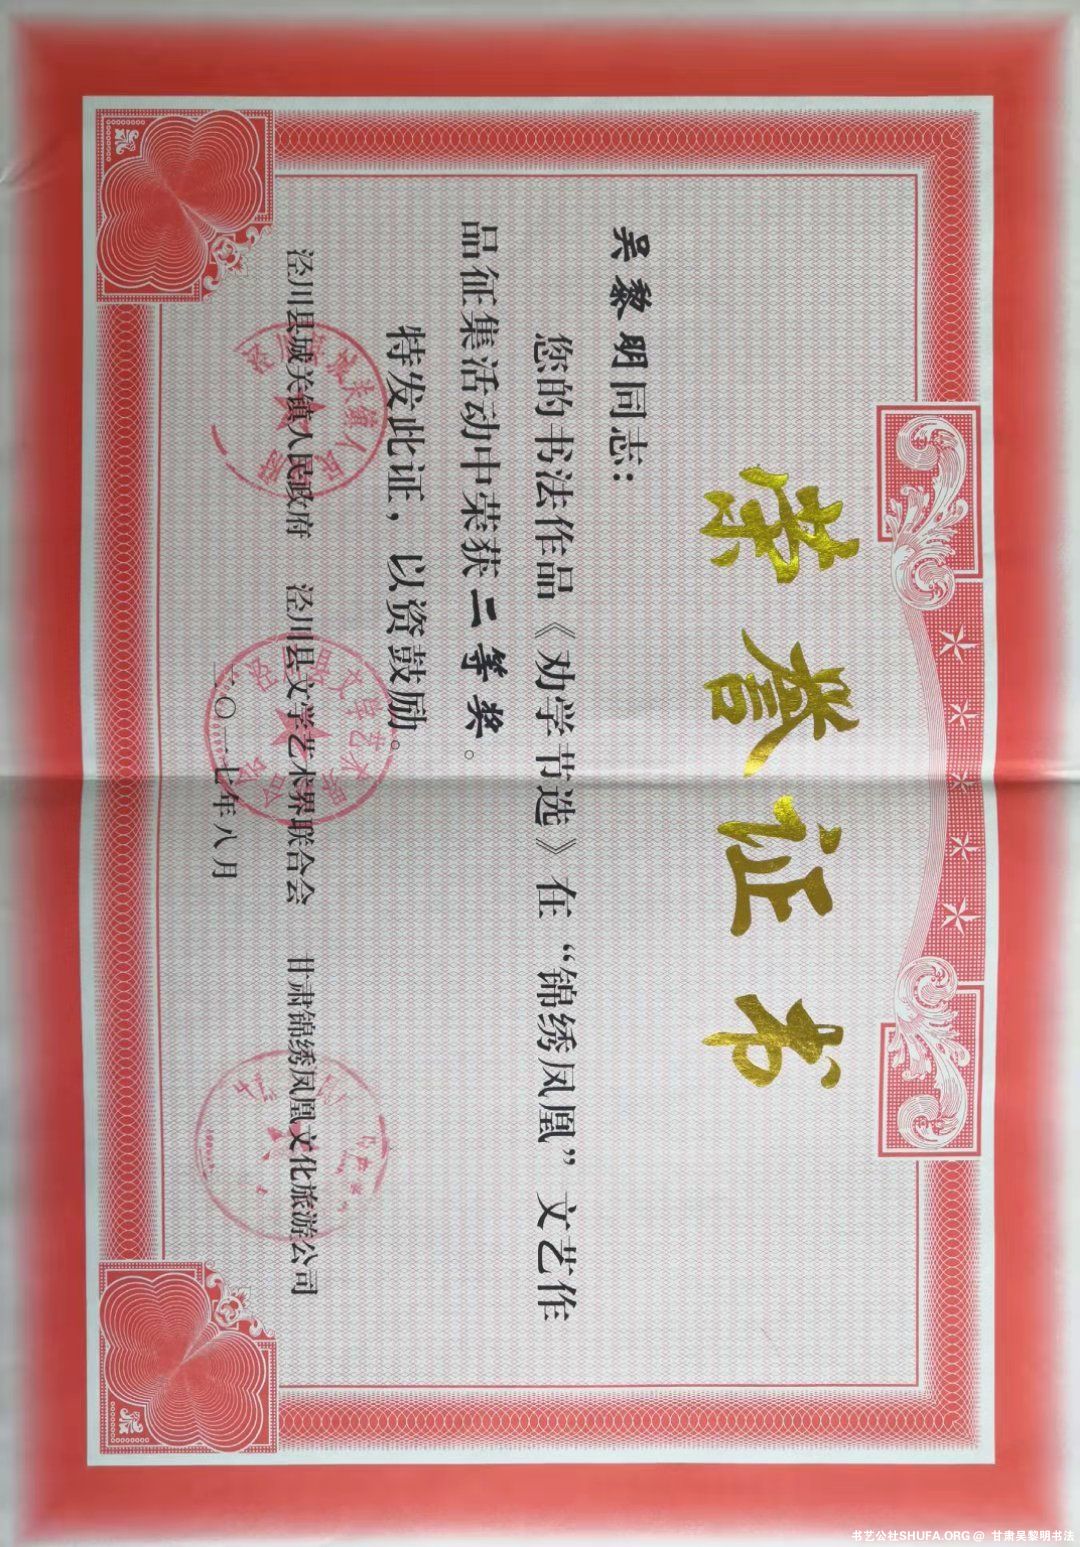 荣誉证书
吴黎明同志：
您的书法作品《劝学节选》在“锦绣凤凰”文艺作
品征集活动中荣获二等奖。
特发此证，以资鼓励。
泾川县城关镇人民政府 泾川县文学艺术界联合会 甘肃锦绣凤凰文化旅游公司
二〇一七年八月
书艺公社SHUFA.ORG @ 甘肃吴黎明书法